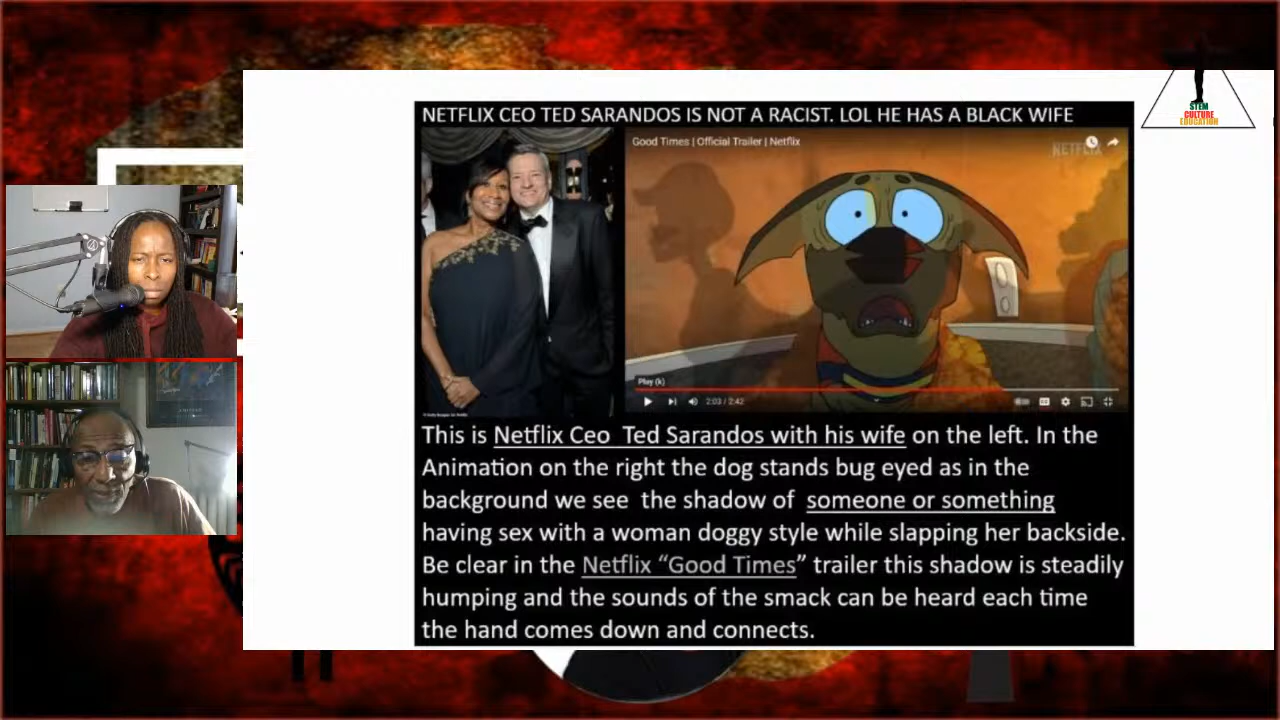 NETFLIX CEO TED SARANDOS IS NOT A RACIST. LOL HE HAS A BLACK WIFE
Good Times | Official Trailer | Netflix
NETFLIX
STEM
CULTURE
EDUCATION
Play (k)
2:03 / 2:42
This is Netflix Ceo Ted Sarandos with his wife on the left. In the
Animation on the right the dog stands bug eyed as in the
background we see the shadow of someone or something
having sex with a woman doggy style while slapping her backside.
Be clear in the Netflix “Good Times” trailer this shadow is steadily
humping and the sounds of the smack can be heard each time
the hand comes down and connects.